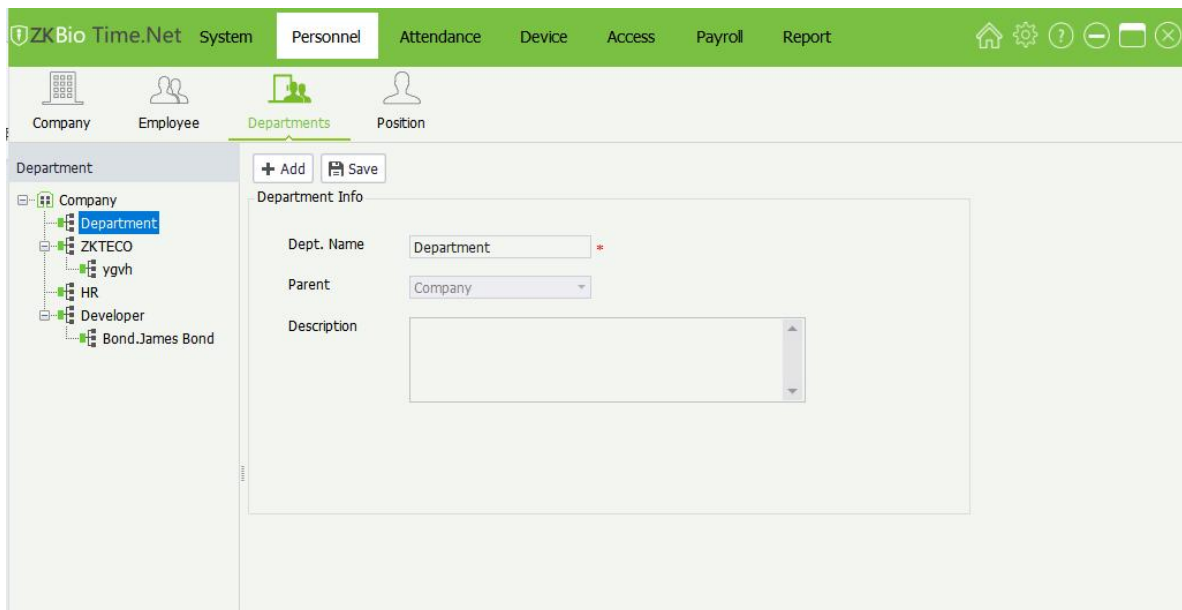 ZKBio Time.Net System Personnel Attendance Device Access Payroll Report
Company Employee Departments Position
Department
+ Add Save
Company
Department
ZKTECO
ygvh
HR
Developer
Bond.James Bond
Department Info
Dept. Name Department *
Parent Company
Description